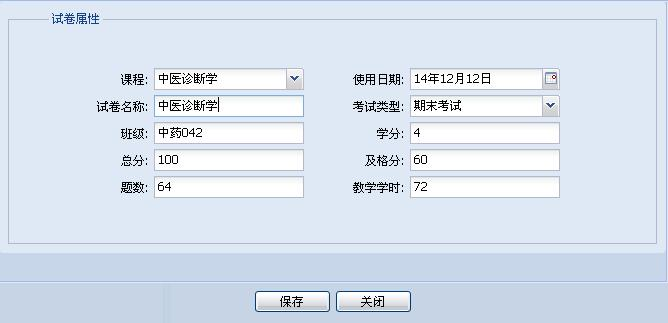 试卷属性
课程: 中医诊断学 使用日期: 14年12月12日
试卷名称: 中医诊断学 考试类型: 期末考试
班级: 中药042 学分: 4
总分: 100 及格分: 60
题数: 64 教学学时: 72
保存 关闭